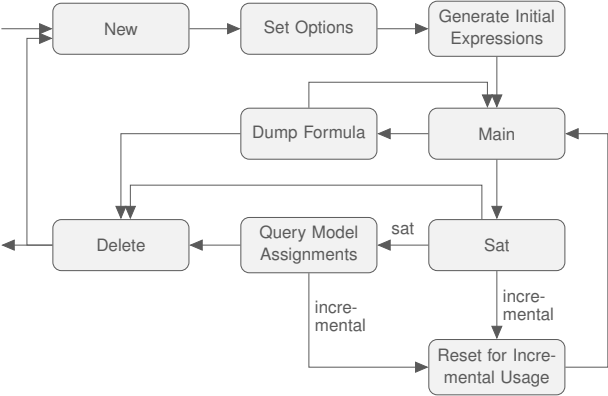 New
Set Options
Generate Initial
Expressions
Dump Formula
Main
Delete
Query Model
Assignments
sat
Sat
incre-
mental
incre-
mental
Reset for Incre-
mental Usage